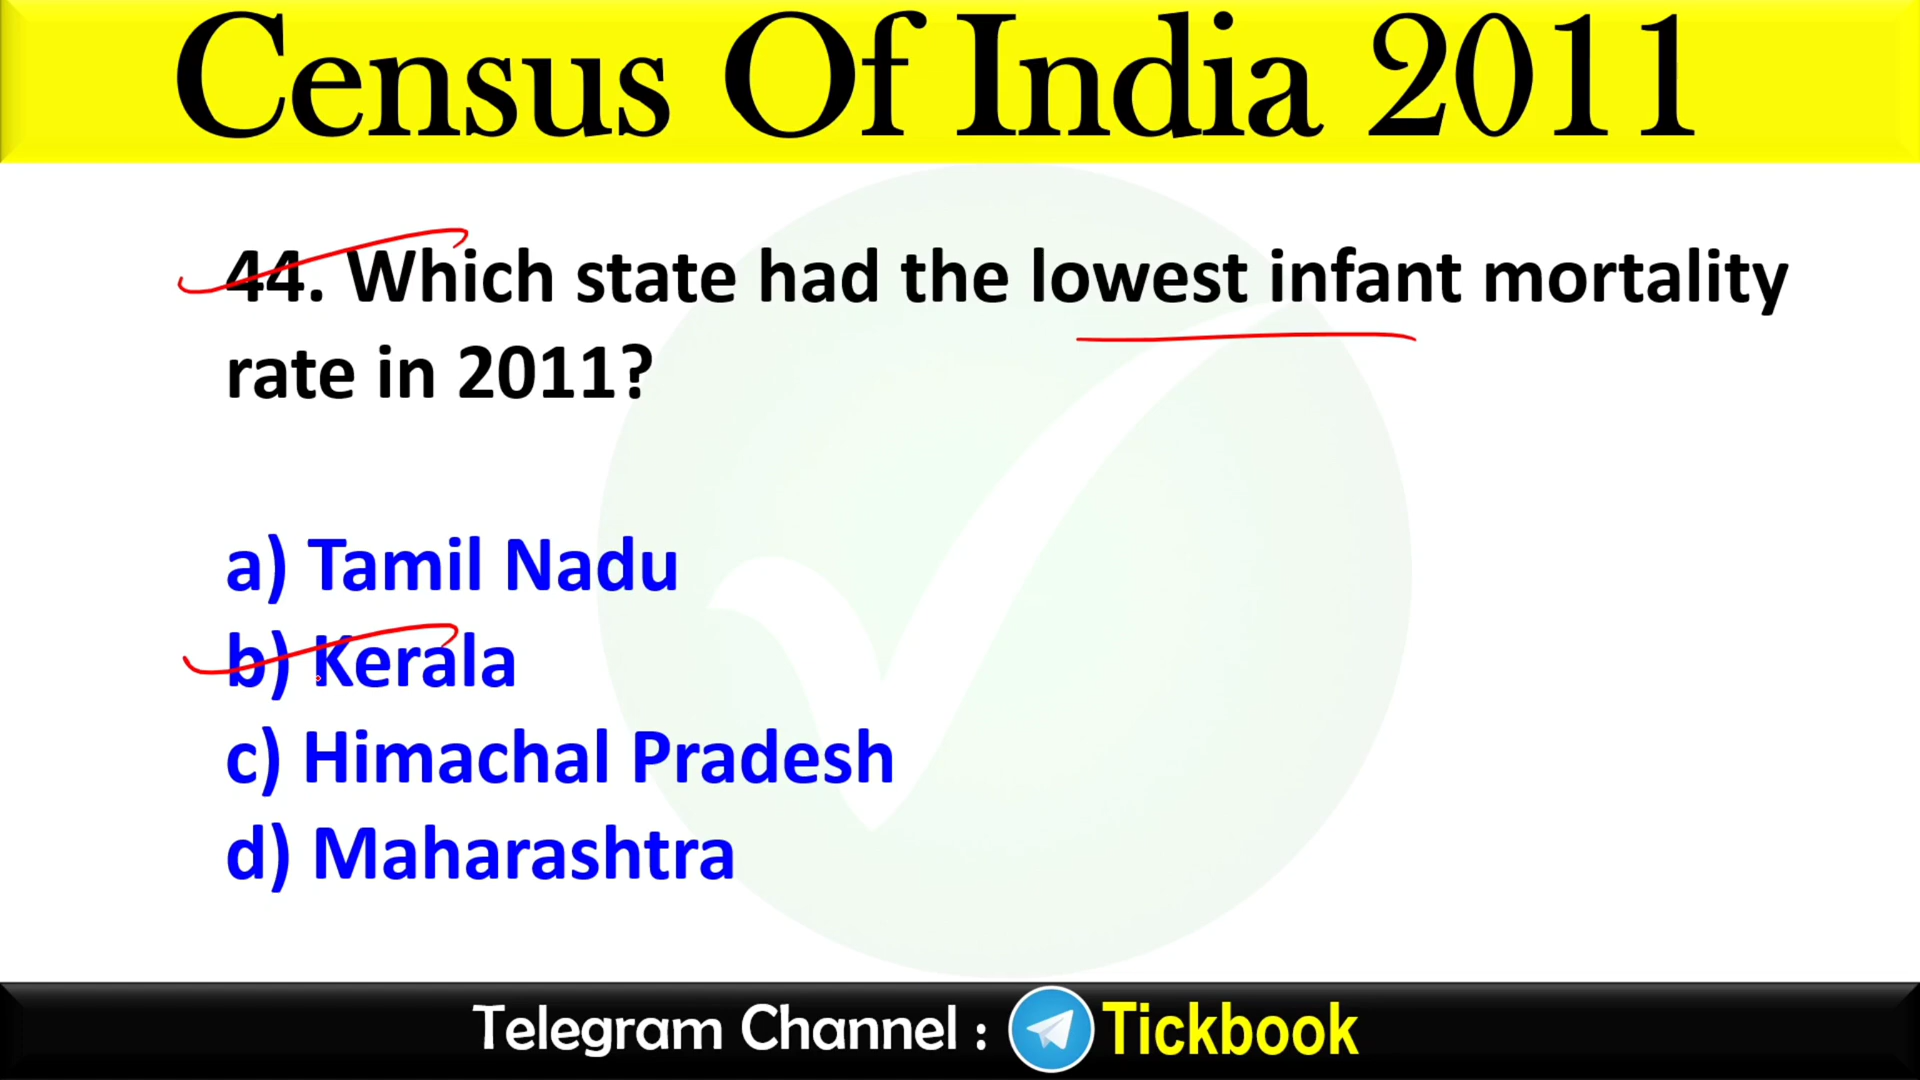 Census Of India 2011
44. Which state had the lowest infant mortality
rate in 2011?
a) Tamil Nadu
b) Kerala
c) Himachal Pradesh
d) Maharashtra
Telegram Channel : Tickbook